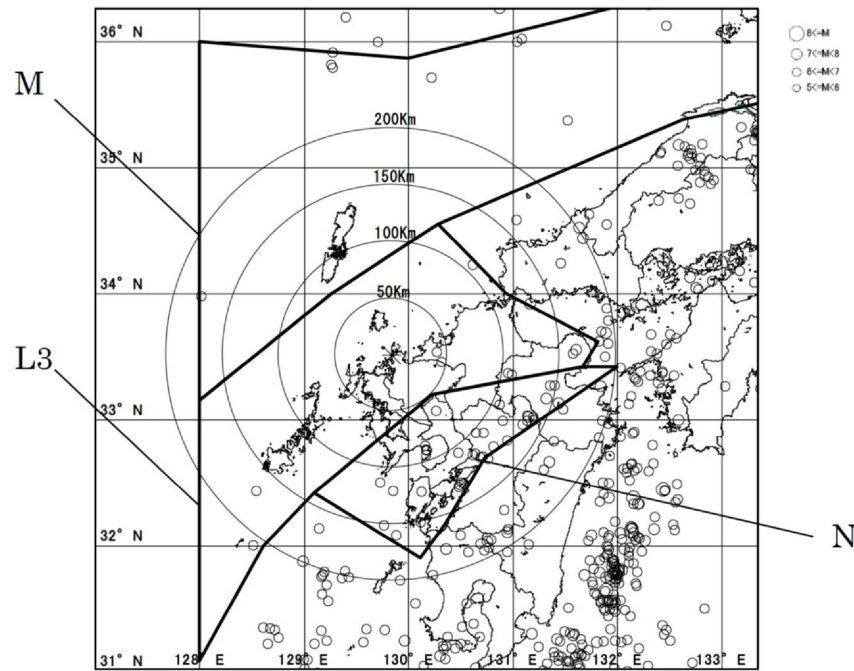 36° N
8<=M
7<=M<8
6<=M<7
5<=M<6
M
200Km
35° N
150Km
100Km
34° N
50Km
L3
33° N
32° N
N
31° N
128° E
129° E
130° E
131° E
132° E
133° E